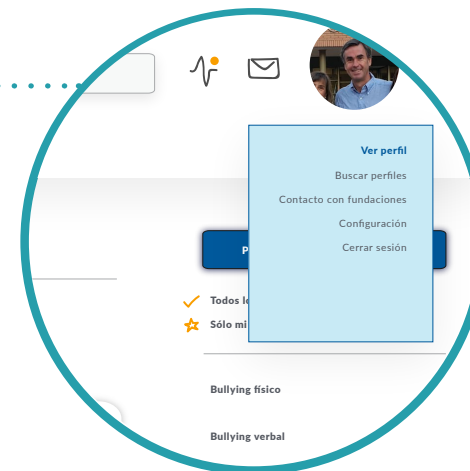 Ver perfil
Buscar perfiles
Contacto con fundaciones
Configuración
Cerrar sesión
Todos
Sólo mi
Bullying físico
Bullying verbal